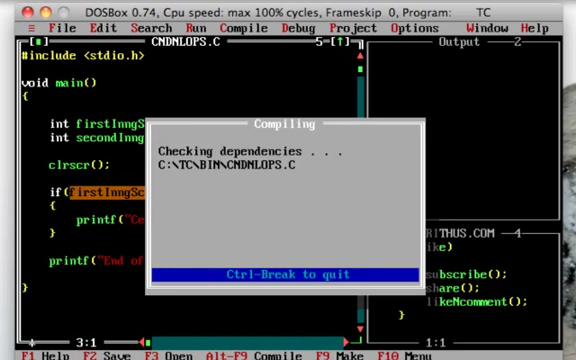 DOSBox 0.74, Cpu speed: max 100% cycles, Frameskip 0, Program: TC
File Edit Search Run Compile Debug Project Options Window Help
CNDNLOPS.C 5=[↑]
Output 2
#include <stdio.h>
void main()
{
int firstInngS
int secondInng
clrscr();
if(firstInngSc
{
printf("Ce
}
printf("End of
}
Compiling
Checking dependencies . . .
C:\TC\BIN\CNDNLOPS.C
Ctrl-Break to quit
RITHUS.COM 4
ike)
subscribe();
share();
likeNcomment();
}
3:1
1:1
F1 Help F2 Save F3 Open Alt-F9 Compile F9 Make F10 Menu